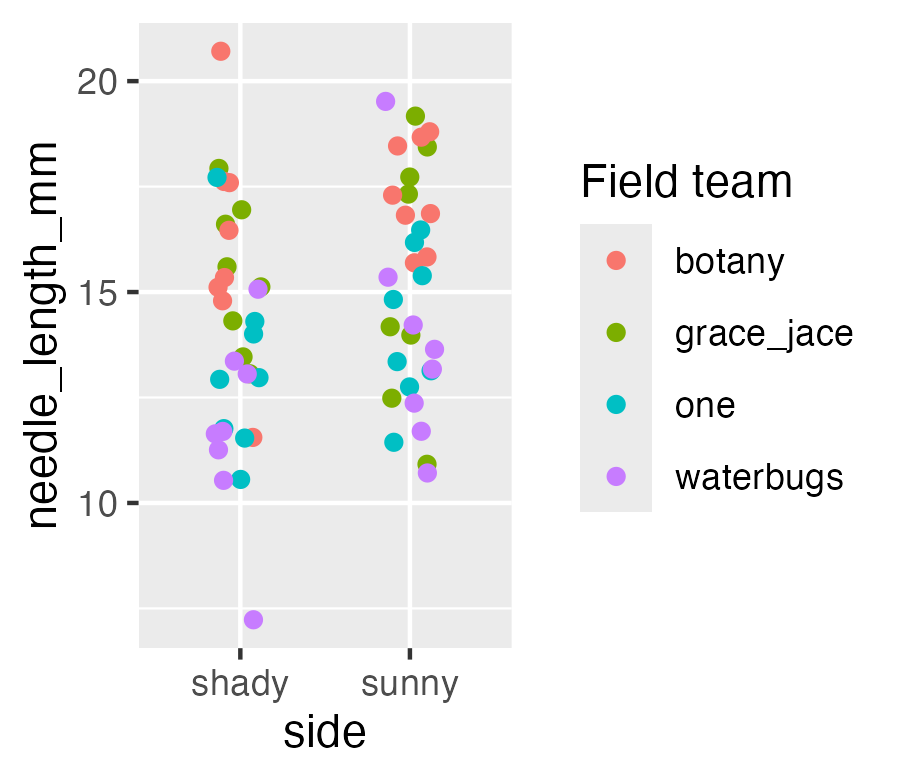 needle_length_mm
20
15
10
shady sunny
side
Field team
botany
grace_jace
one
waterbugs